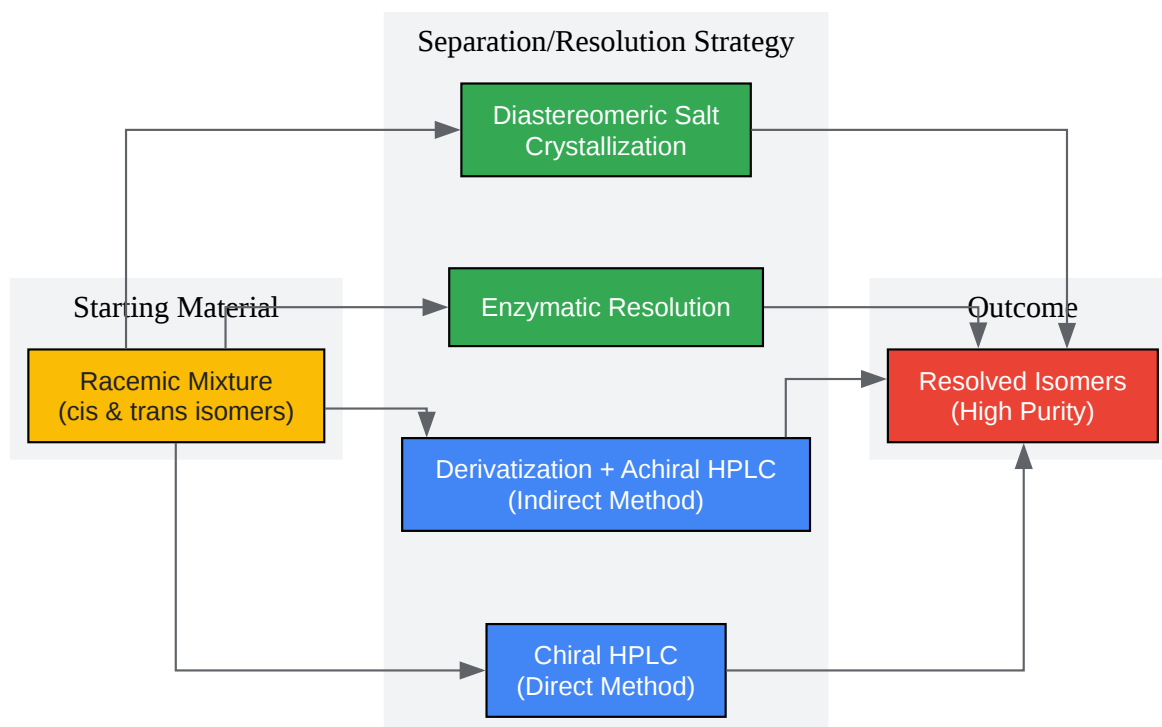 Separation/Resolution Strategy
Diastereomeric Salt
Crystallization
Starting Material
Enzymatic Resolution
Outcome
Racemic Mixture
(cis & trans isomers)
Resolved Isomers
(High Purity)
Derivatization + Achiral HPLC
(Indirect Method)
Chiral HPLC
(Direct Method)